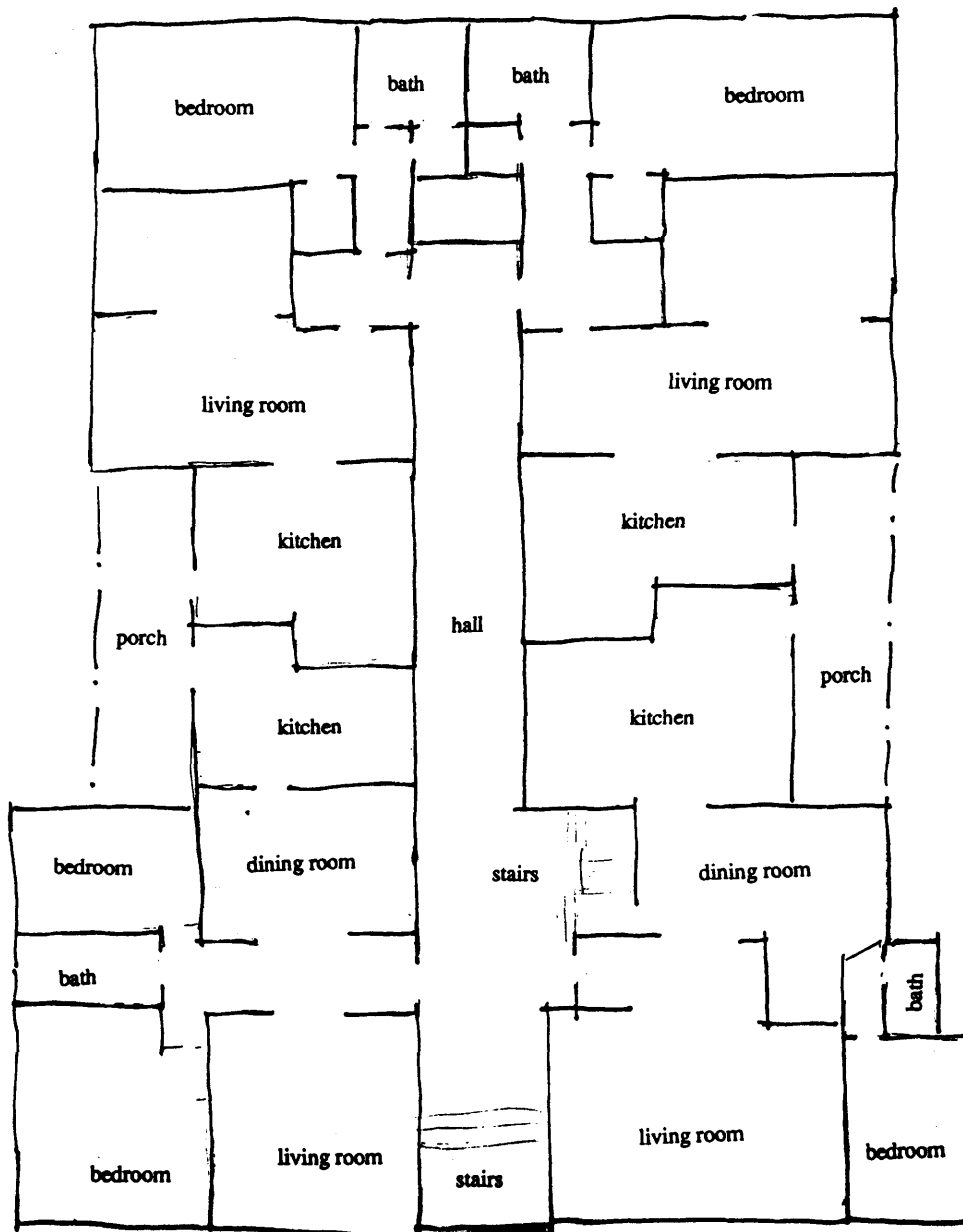 bath
bath
bedroom
bedroom
living room
living room
kitchen
kitchen
hall
porch
porch
kitchen
kitchen
bedroom
dining room
stairs
dining room
bath
bath
living room
living room
bedroom
bedroom
stairs